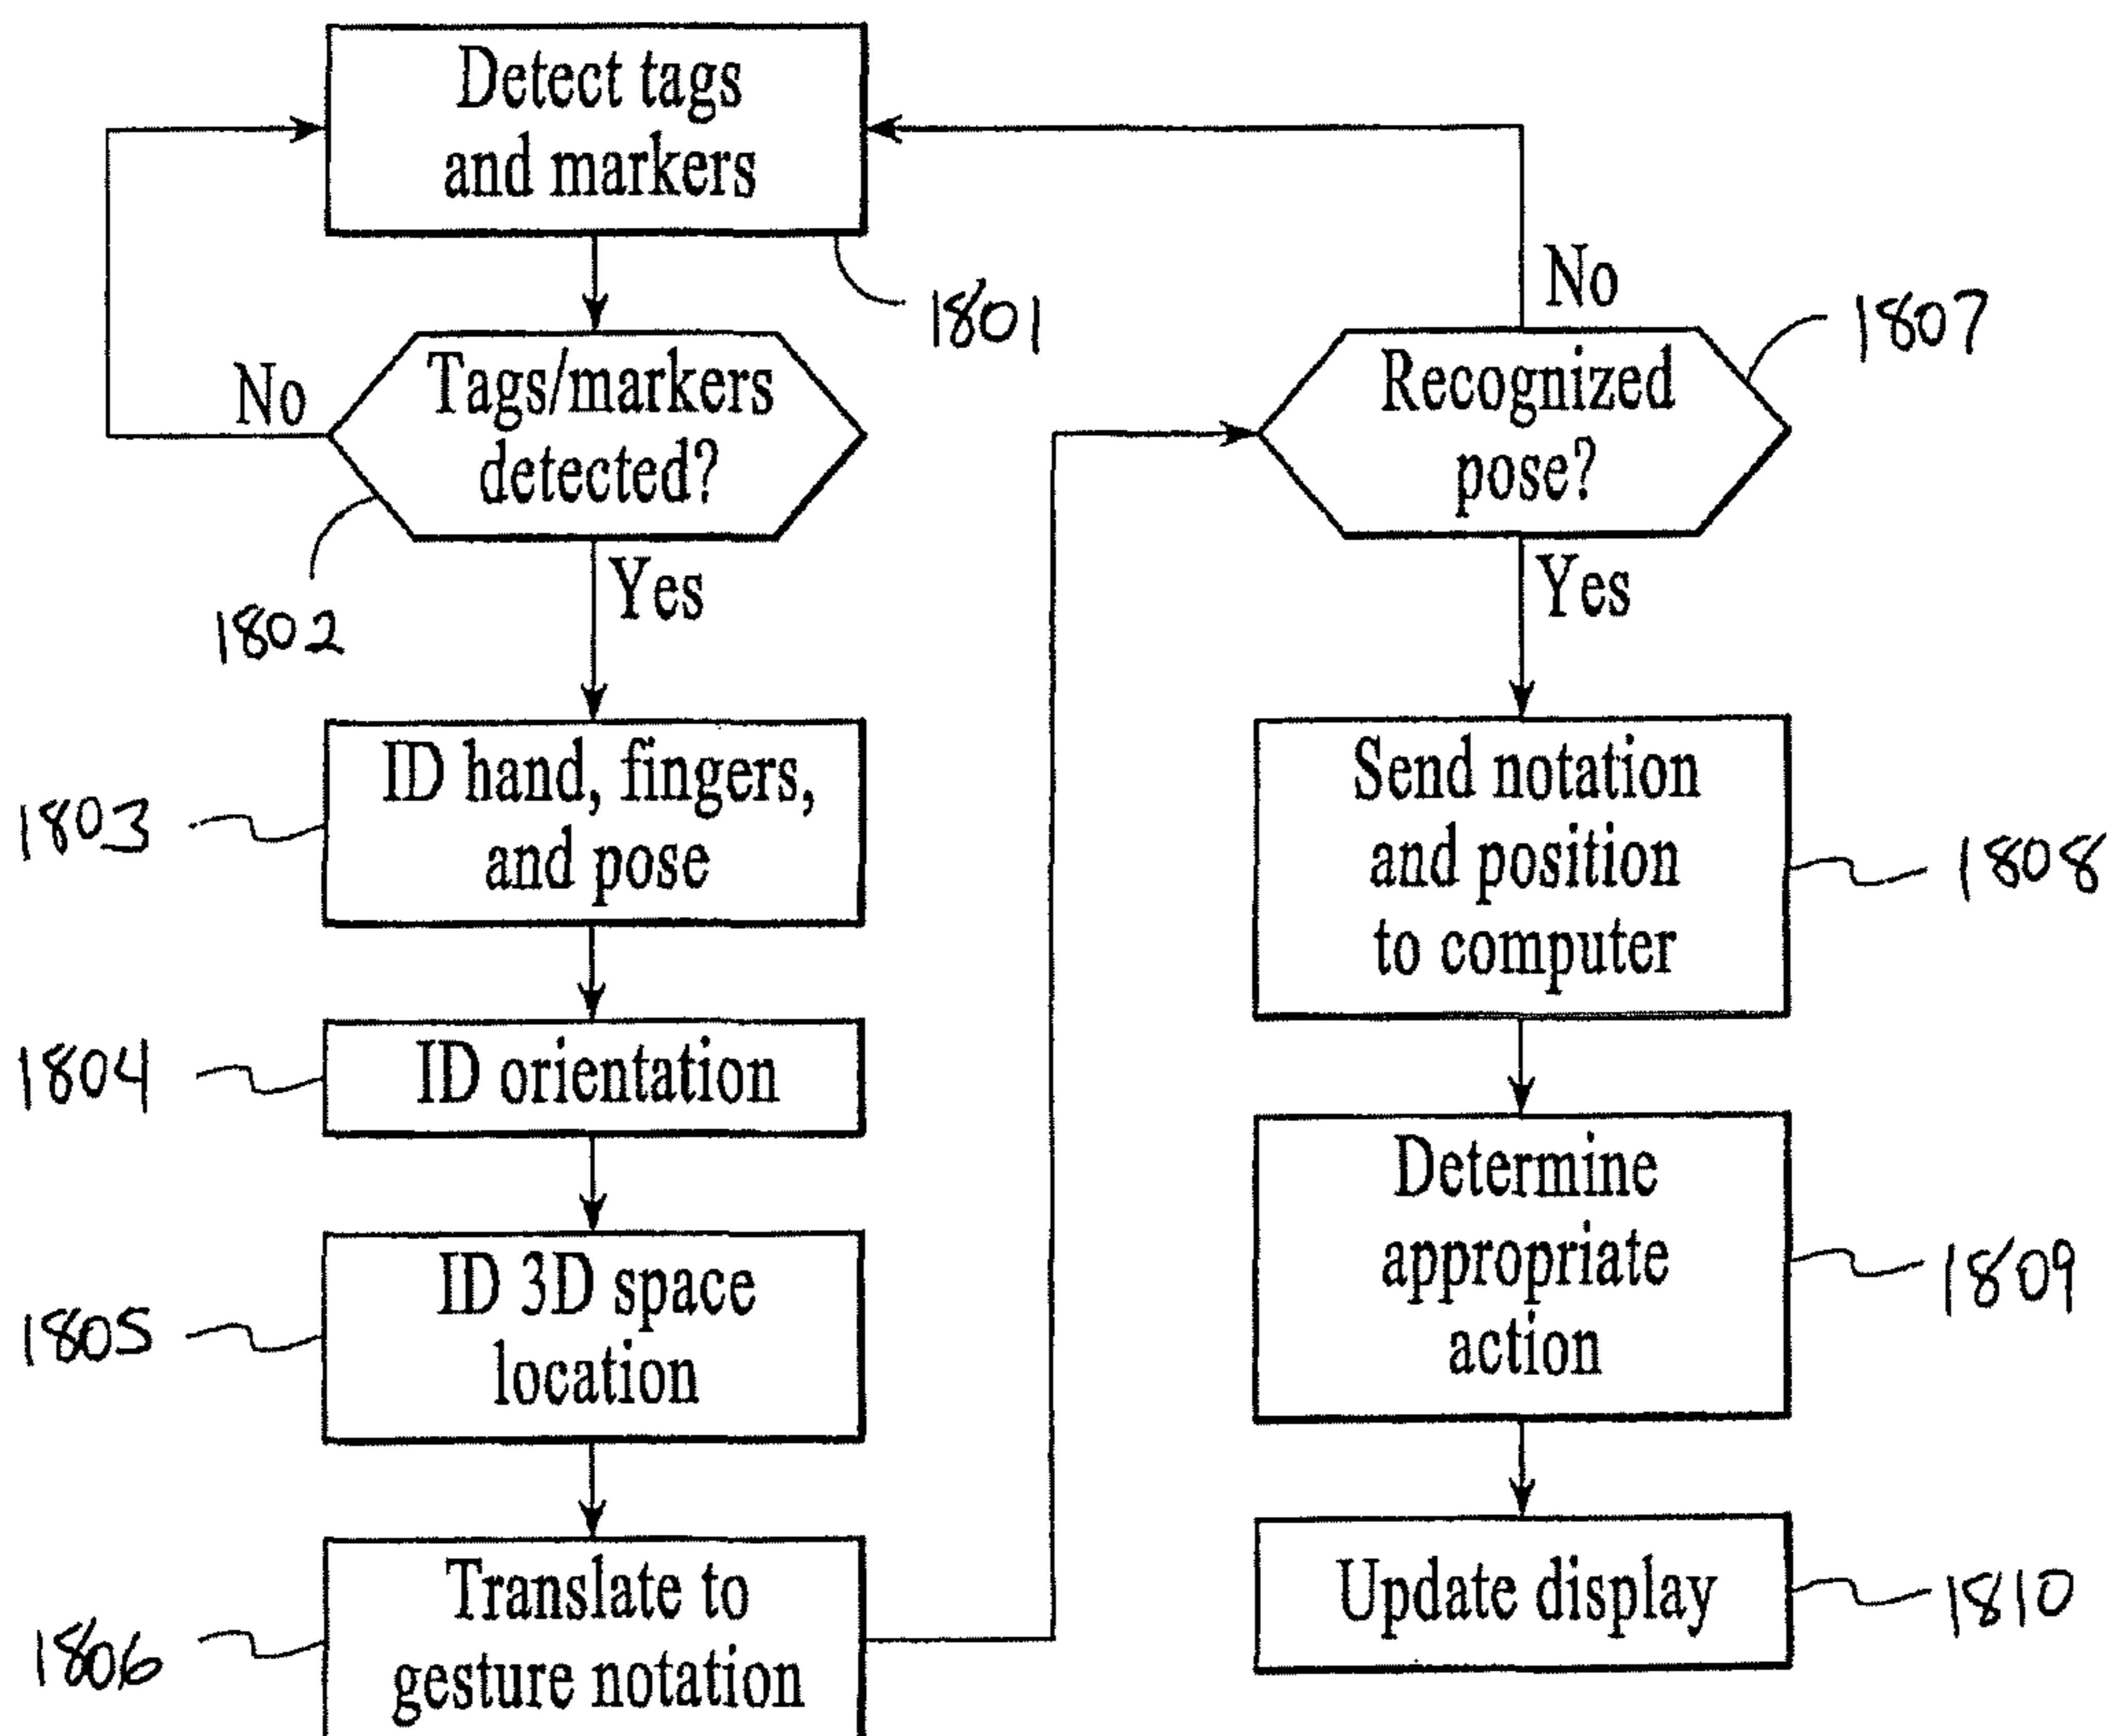 Detect tags
and markers
1801
No
Tags/markers
detected?
1802
Yes
ID hand, fingers,
and pose
1803
ID orientation
1804
ID 3D space
location
1805
Translate to
gesture notation
1806
No
1807
Recognized
pose?
Yes
Send notation
and position
to computer
1808
Determine
appropriate
action
1809
Update display
1810